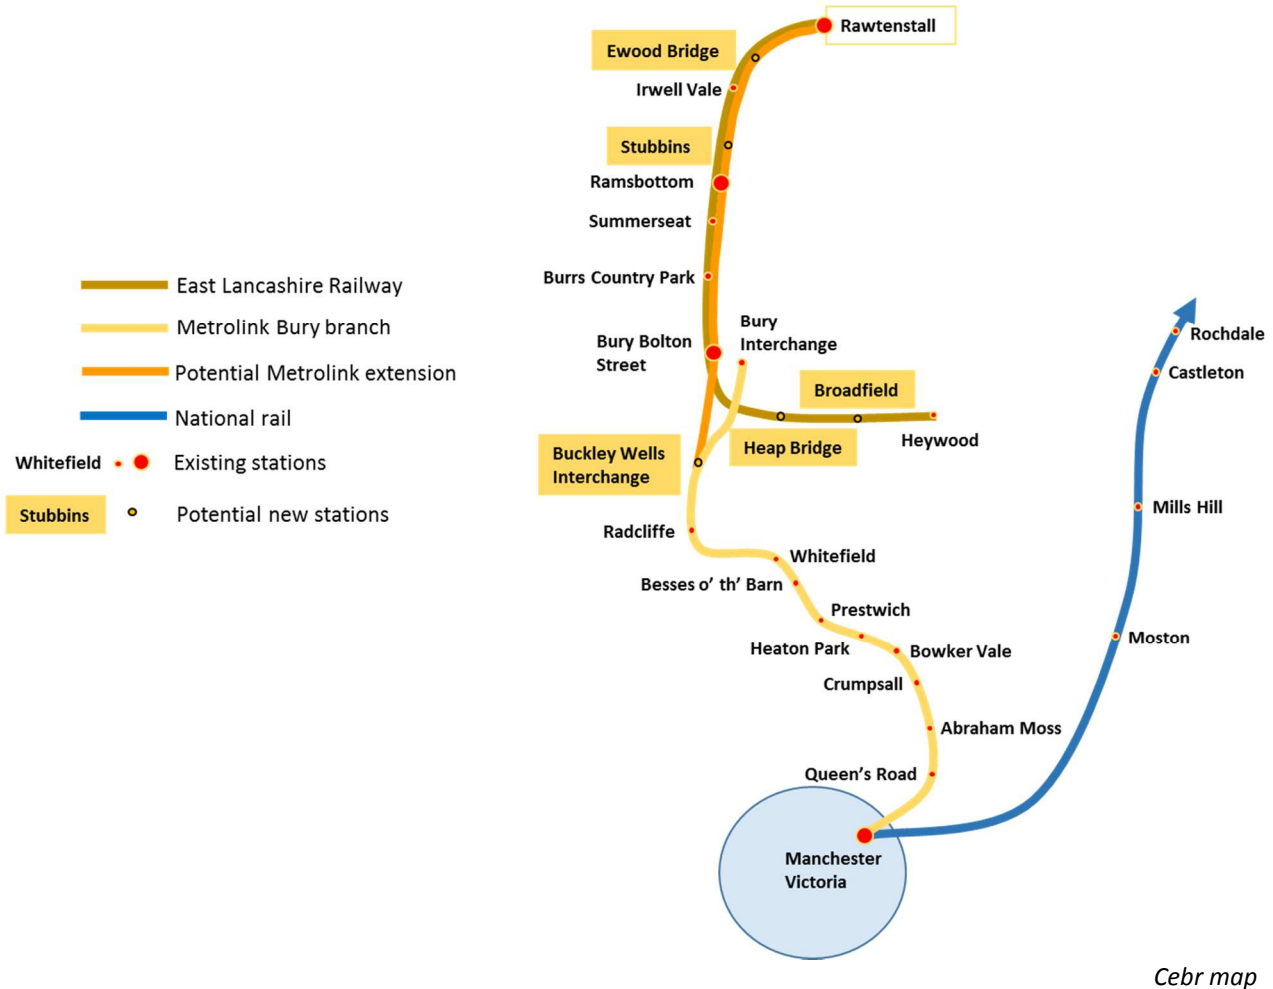 Rawtenstall
Ewood Bridge
Irwell Vale
Stubbins
Ramsbottom
Summerseat
Burrs Country Park
East Lancashire Railway
Metrolink Bury branch
Potential Metrolink extension
National rail
Whitefield
Existing stations
Stubbins
Potential new stations
Bury
Interchange
Bury Bolton
Street
Broadfield
Heywood
Heap Bridge
Buckley Wells
Interchange
Radcliffe
Whitefield
Besses o’ th’ Barn
Prestwich
Heaton Park
Bowker Vale
Crumpsall
Abraham Moss
Queen’s Road
Manchester
Victoria
Rochdale
Castleton
Mills Hill
Moston
Cebr map